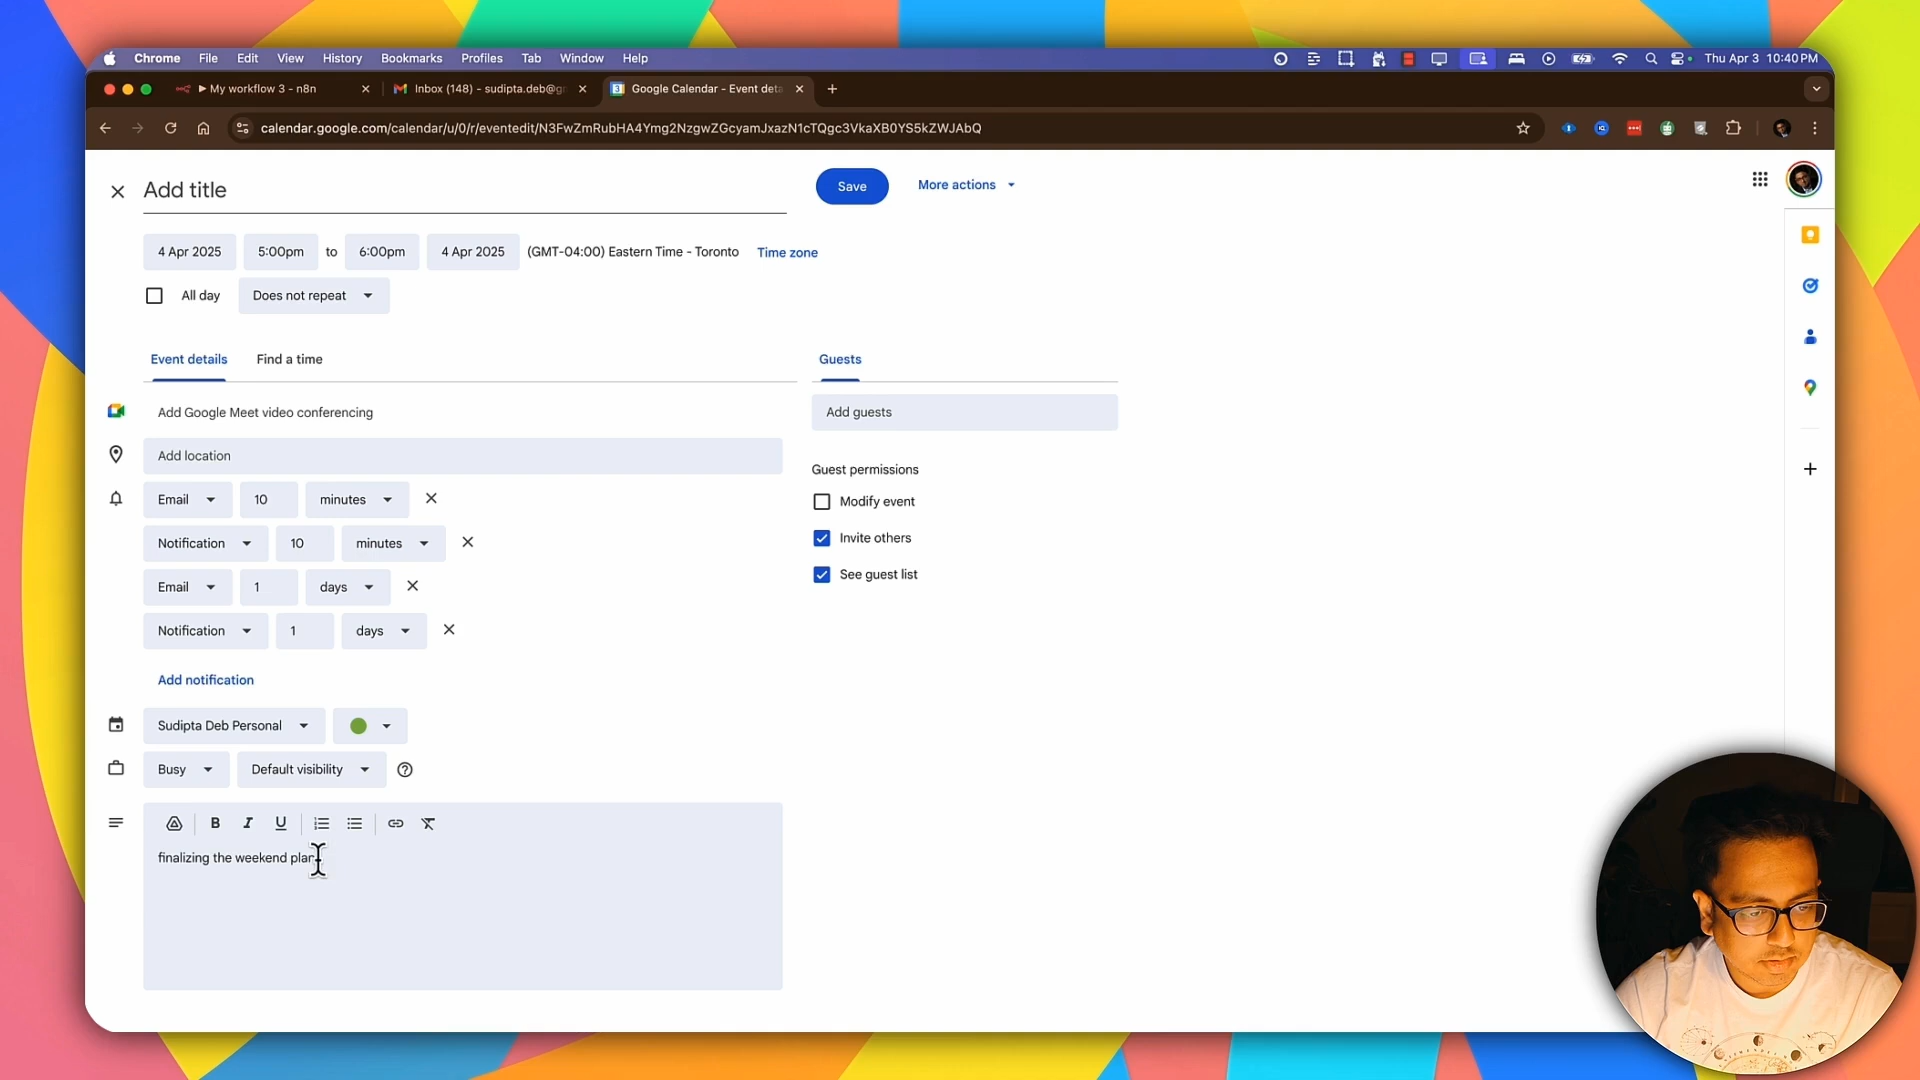 Chrome File Edit View History Bookmarks Profiles Tab Window Help Thu Apr 3 10:40 PM
My workflow 3 - n8n Inbox (148) - sudipta.deb@g Google Calendar - Event deta
calendar.google.com/calendar/u/0/r/eventedit/N3FwZmRubHA4Ymg2NzgwZGcyamJxazN1cTQgc3VkaXB0YS5kZWJAbQ
Add title Save More actions
4 Apr 2025 5:00pm to 6:00pm 4 Apr 2025 (GMT-04:00) Eastern Time - Toronto Time zone
All day Does not repeat
Event details Find a time Guests
Add Google Meet video conferencing Add guests
Add location
Guest permissions
Email 10 minutes Modify event
Notification 10 minutes Invite others
Email 1 days See guest list
Notification 1 days
Add notification
Sudipta Deb Personal
Busy Default visibility
B I U
finalizing the weekend plan